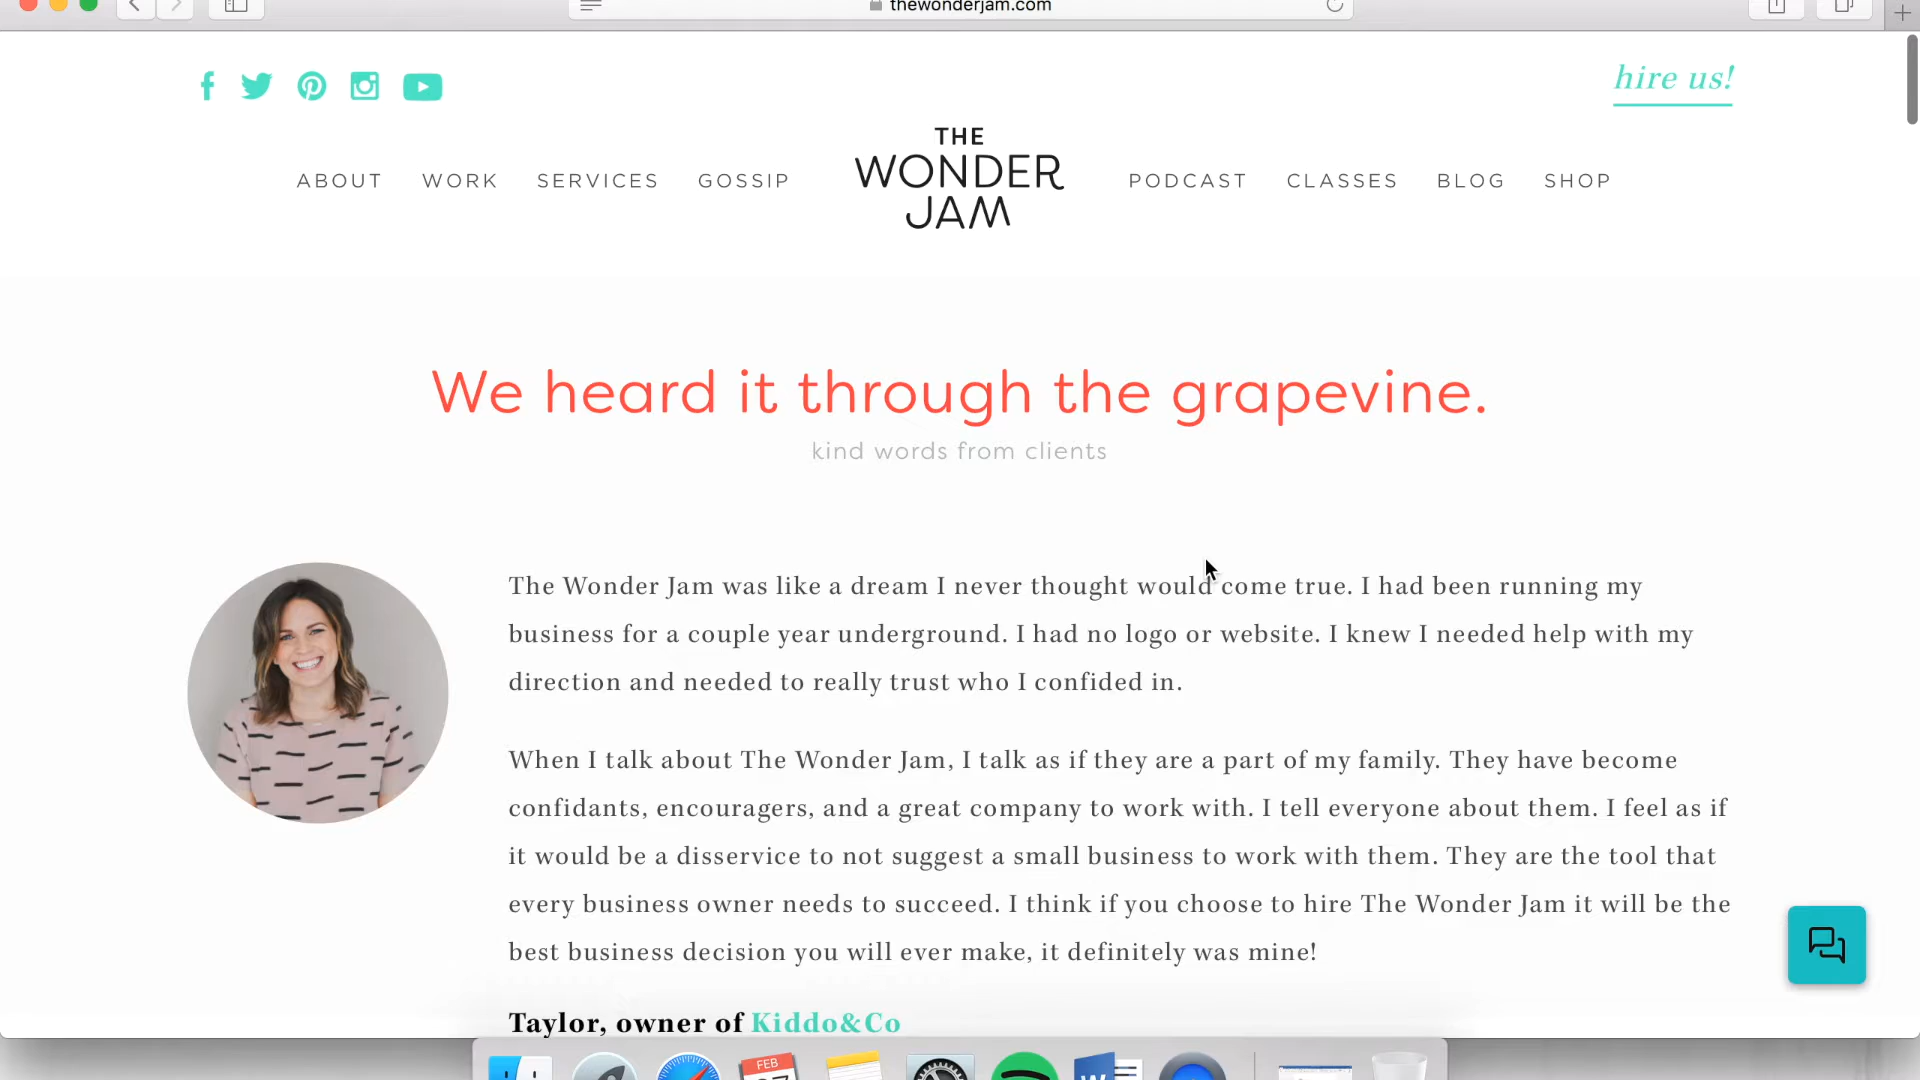 thewonderjam.com
hire us!
THE
WONDER
JAM
ABOUT WORK SERVICES GOSSIP PODCAST CLASSES BLOG SHOP
We heard it through the grapevine.
kind words from clients
The Wonder Jam was like a dream I never thought would come true. I had been running my
business for a couple year underground. I had no logo or website. I knew I needed help with my
direction and needed to really trust who I confided in.
When I talk about The Wonder Jam, I talk as if they are a part of my family. They have become
confidants, encouragers, and a great company to work with. I tell everyone about them. I feel as if
it would be a disservice to not suggest a small business to work with them. They are the tool that
every business owner needs to succeed. I think if you choose to hire The Wonder Jam it will be the
best business decision you will ever make, it definitely was mine!
Taylor, owner of Kiddo&Co
FEB